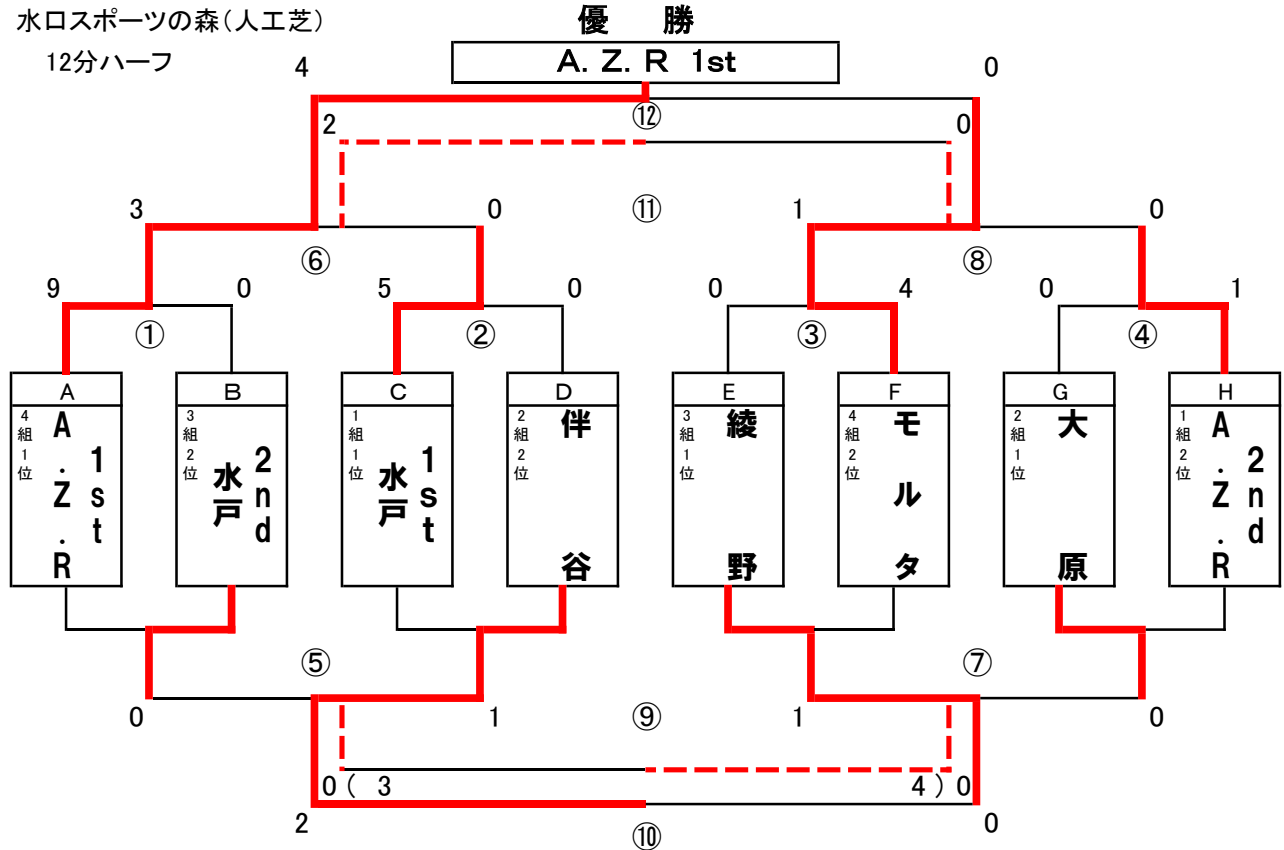 水口スポーツの森(人工芝)
優　勝
12分ハーフ
A.Z.R 1st
4
0
⑫
2
0
3
0
⑪
1
0
⑥
⑧
9
0
5
0
0
4
0
1
①
②
③
④
A
B
C
D
E
F
G
H
4組1位
A.Z.R
1st
3組2位
水戸
2nd
1組1位
水戸
1st
2組2位
伴谷
3組1位
綾野
4組2位
モルタ
2組1位
大原
1組2位
A.Z.R
2nd
⑤
⑦
0
1
⑨
1
0
0( 3
4)0
2
⑩
0